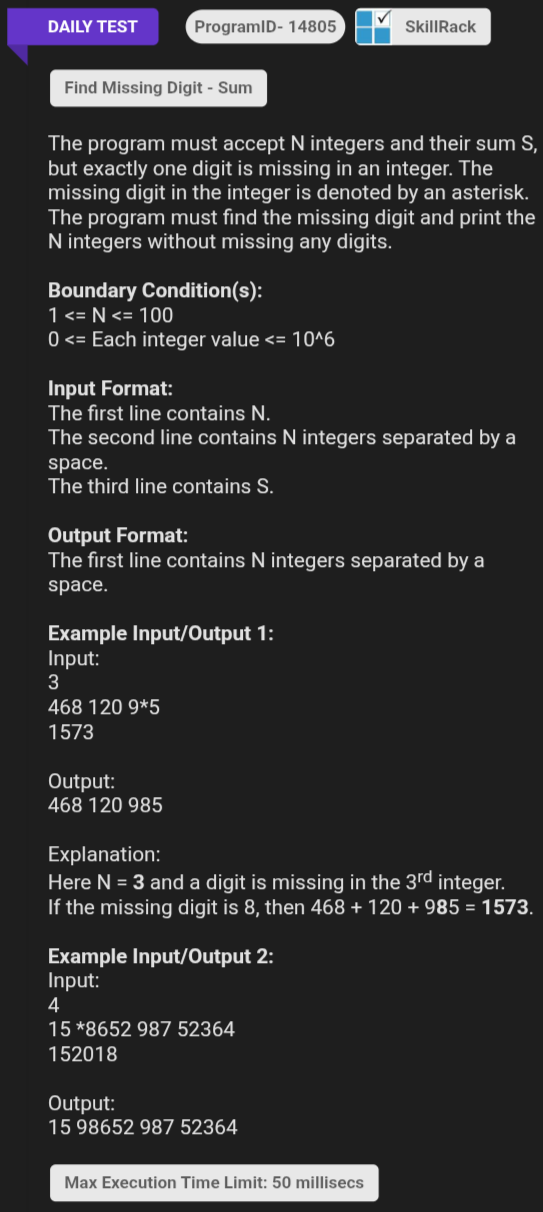 DAILY TEST
ProgramID- 14805
SkillRack
Find Missing Digit - Sum
The program must accept N integers and their sum S,
but exactly one digit is missing in an integer. The
missing digit in the integer is denoted by an asterisk.
The program must find the missing digit and print the
N integers without missing any digits.
Boundary Condition(s):
1 <= N <= 100
0 <= Each integer value <= 10^6
Input Format:
The first line contains N.
The second line contains N integers separated by a
space.
The third line contains S.
Output Format:
The first line contains N integers separated by a
space.
Example Input/Output 1:
Input:
3
468 120 9*5
1573
Output:
468 120 985
Explanation:
Here N = 3 and a digit is missing in the 3rd integer.
If the missing digit is 8, then 468 + 120 + 985 = 1573.
Example Input/Output 2:
Input:
4
15 *8652 987 52364
152018
Output:
15 98652 987 52364
Max Execution Time Limit: 50 millisecs